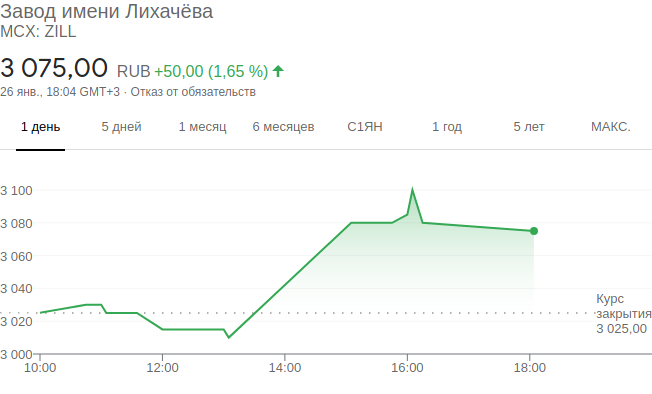 Завод имени Лихачёва
MCX: ZILL
3 075,00 RUB +50,00 (1,65 %)
26 янв., 18:04 GMT+3 · Отказ от обязательств
1 день 5 дней 1 месяц 6 месяцев С1ЯН 1 год 5 лет МАКС.
3 100
3 080
3 060
3 040
Курс
закрытия
3 025,00
3 020
3 000
10:00 12:00 14:00 16:00 18:00